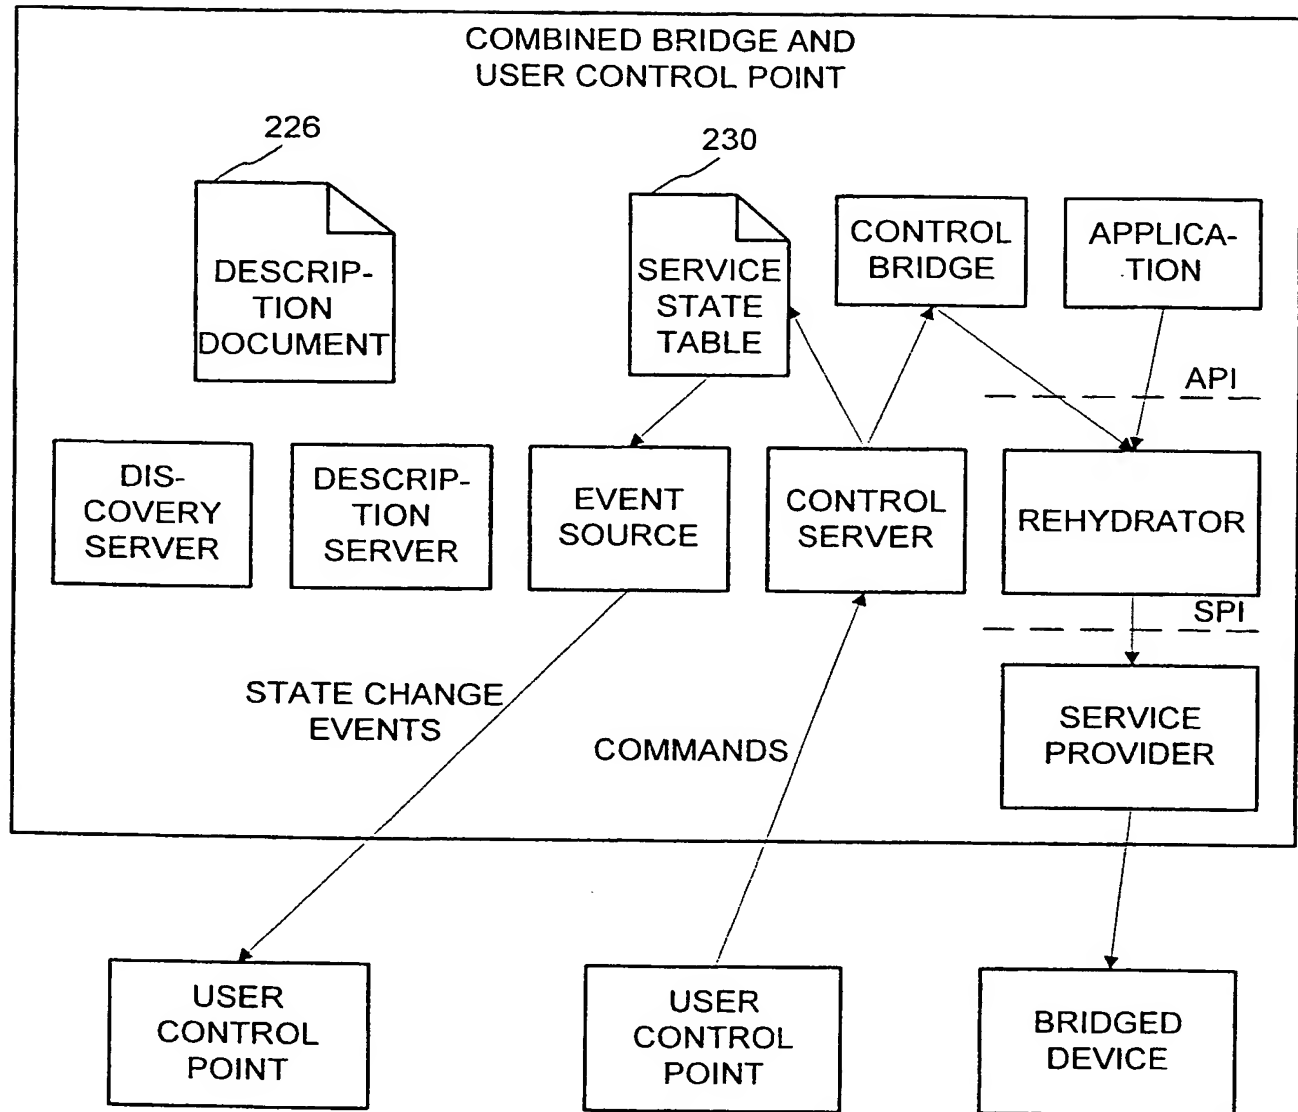 COMBINED BRIDGE AND
USER CONTROL POINT
226
230
DESCRIP-
TION
DOCUMENT
SERVICE
STATE
TABLE
CONTROL
BRIDGE
APPLICA-
TION
API
DIS-
COVERY
SERVER
DESCRIP-
TION
SERVER
EVENT
SOURCE
CONTROL
SERVER
REHYDRATOR
SPI
STATE CHANGE
EVENTS
COMMANDS
SERVICE
PROVIDER
USER
CONTROL
POINT
USER
CONTROL
POINT
BRIDGED
DEVICE